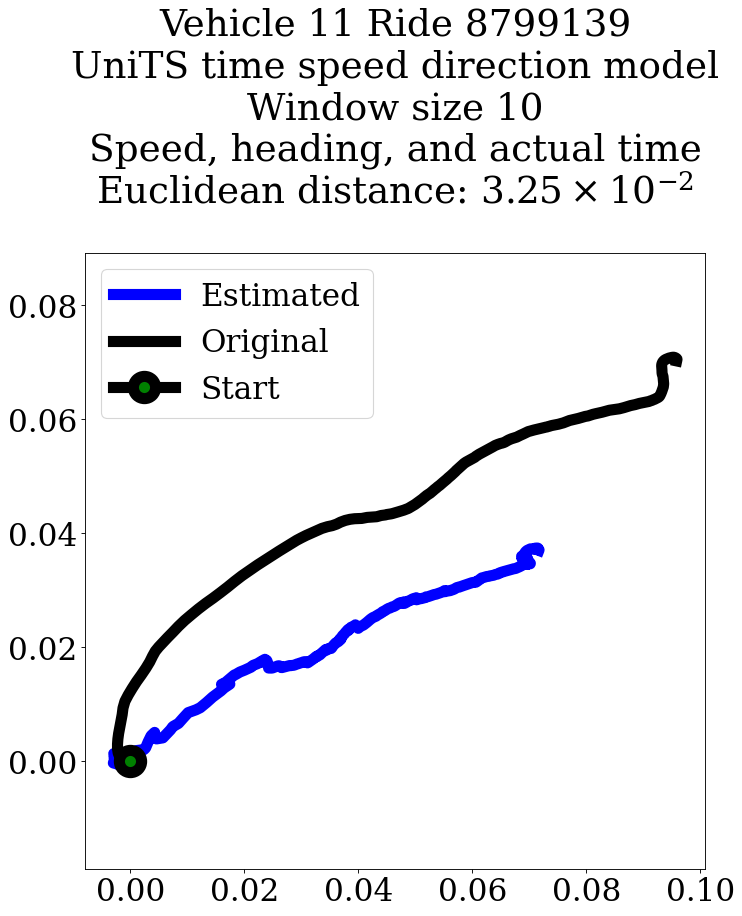 Vehicle 11 Ride 8799139
UniTS time speed direction model
Window size 10
Speed, heading, and actual time
Euclidean distance: 3.25 × 10⁻²
Estimated
Original
Start
0.08
0.06
0.04
0.02
0.00
0.00 0.02 0.04 0.06 0.08 0.10